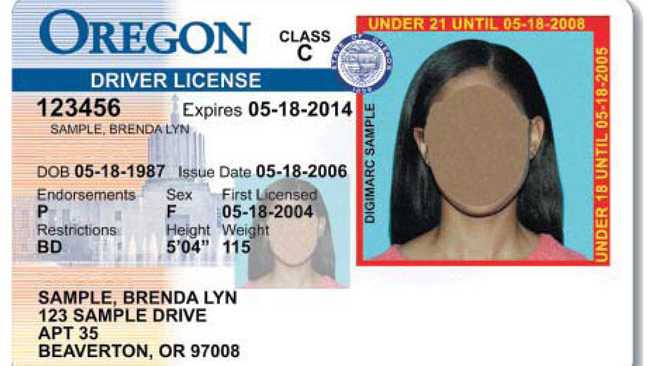 OREGON
CLASS
C
DRIVER LICENSE
123456 Expires 05-18-2014
SAMPLE, BRENDA LYN
DOB 05-18-1987 Issue Date 05-18-2006
Endorsements Sex First Licensed
P F 05-18-2004
Restrictions Height Weight
BD 5'04" 115
SAMPLE, BRENDA LYN
123 SAMPLE DRIVE
APT 35
BEAVERTON, OR 97008
UNDER 21 UNTIL 05-18-2008
UNDER 18 UNTIL 05-18-2005
DIGIMARC SAMPLE
STATE OF OREGON
1859